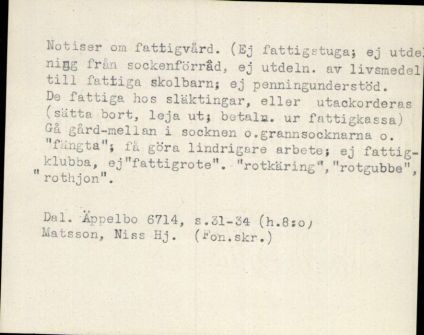 Notiser om fattigvård. (Ej fattigstuga; ej utdel
ning från sockenförråd, ej utdeln. av livsmedel
till fattiga skolbarn; ej penningunderstöd.
De fattiga hos släktingar, eller utackorderas
(sätta bort, leja ut; betaln. ur fattigkassa)
Gå gård-mellan i socknen o.grannsocknarna o.
"fångta"; få göra lindrigare arbete; ej fattig-
klubba, ej"fattigrote". "rotkäring","rotgubbe",
"rothjon".
Dal. Äppelbo 6714, s.31-34 (h.8:o)
Matsson, Niss Hj. (Fon.skr.)